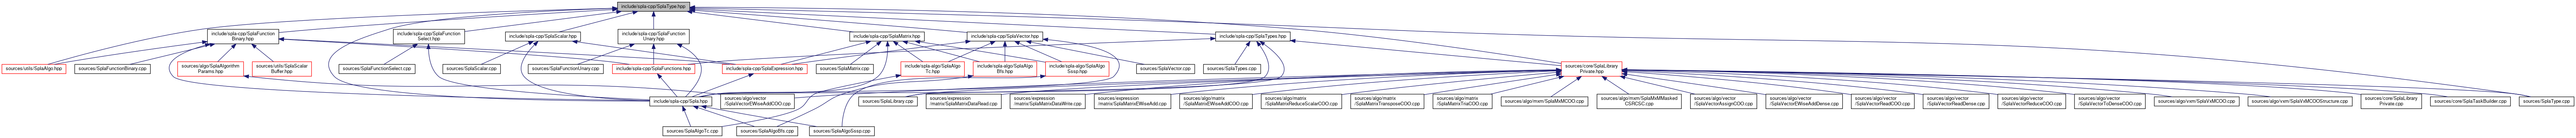 include/spla-cpp/SplaType.hpp
include/spla-cpp/SplaFunction
Binary.hpp
include/spla-cpp/SplaFunction
Select.hpp
include/spla-cpp/SplaScalar.hpp
include/spla-cpp/SplaFunction
Unary.hpp
include/spla-cpp/SplaMatrix.hpp
include/spla-cpp/SplaVector.hpp
include/spla-cpp/SplaTypes.hpp
sources/utils/SplaAlgo.hpp
sources/SplaFunctionBinary.cpp
sources/algo/SplaAlgorithm
Params.hpp
sources/utils/SplaScalar
Buffer.hpp
sources/SplaFunctionSelect.cpp
sources/SplaScalar.cpp
sources/SplaFunctionUnary.cpp
include/spla-cpp/SplaFunctions.hpp
include/spla-cpp/SplaExpression.hpp
sources/SplaMatrix.cpp
include/spla-algo/SplaAlgo
Tc.hpp
include/spla-algo/SplaAlgo
Bfs.hpp
include/spla-algo/SplaAlgo
Sssp.hpp
sources/SplaVector.cpp
sources/SplaTypes.cpp
sources/core/SplaLibrary
Private.hpp
include/spla-cpp/Spla.hpp
sources/algo/vector
/SplaVectorEWiseAddCOO.cpp
sources/SplaLibrary.cpp
sources/expression
/matrix/SplaMatrixDataRead.cpp
sources/expression
/matrix/SplaMatrixDataWrite.cpp
sources/expression
/matrix/SplaMatrixEWiseAdd.cpp
sources/algo/matrix
/SplaMatrixEWiseAddCOO.cpp
sources/algo/matrix
/SplaMatrixReduceScalarCOO.cpp
sources/algo/matrix
/SplaMatrixTransposeCOO.cpp
sources/algo/matrix
/SplaMatrixTrilCOO.cpp
sources/algo/mxm/SplaMxMCOO.cpp
sources/algo/mxm/SplaMxMMasked
CSRCSC.cpp
sources/algo/vector
/SplaVectorAssignCOO.cpp
sources/algo/vector
/SplaVectorEWiseAddDense.cpp
sources/algo/vector
/SplaVectorReadCOO.cpp
sources/algo/vector
/SplaVectorReadDense.cpp
sources/algo/vector
/SplaVectorReduceCOO.cpp
sources/algo/vector
/SplaVectorToDenseCOO.cpp
sources/algo/vxm/SplaVxMCOO.cpp
sources/algo/vxm/SplaVxMCOOStructure.cpp
sources/core/SplaLibrary
Private.cpp
sources/core/SplaTaskBuilder.cpp
sources/SplaType.cpp
sources/SplaAlgoTc.cpp
sources/SplaAlgoBfs.cpp
sources/SplaAlgoSssp.cpp